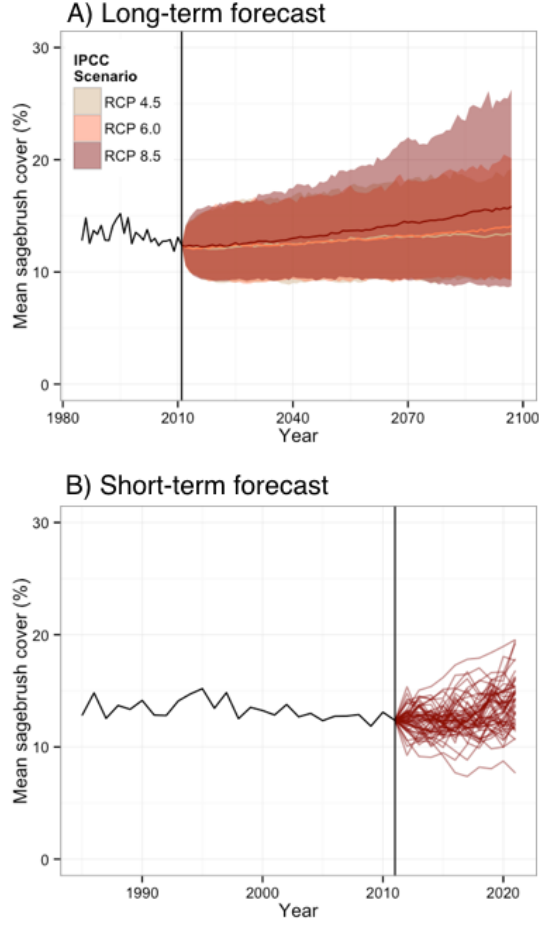 A) Long-term forecast
30
20
10
0
Mean sagebrush cover (%)
IPCC
Scenario
RCP 4.5
RCP 6.0
RCP 8.5
1980 2010 2040 2070 2100
Year
B) Short-term forecast
30
20
10
0
Mean sagebrush cover (%)
1990 2000 2010 2020
Year